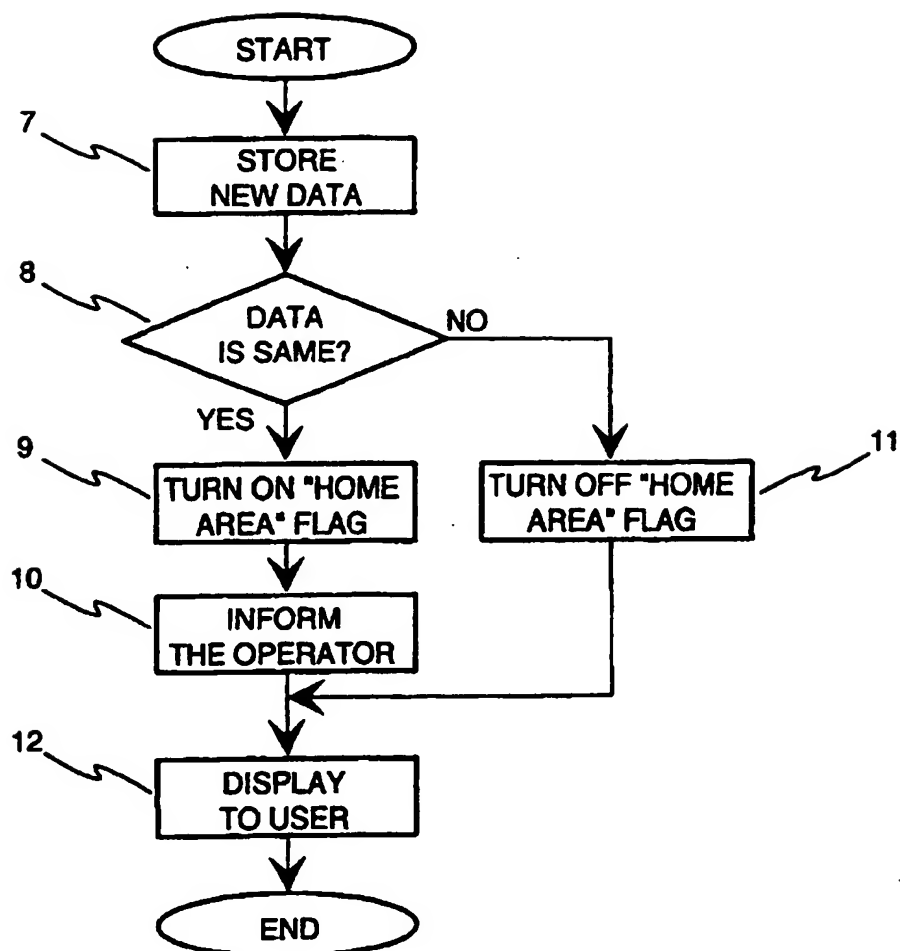 START
7
STORE
NEW DATA
8
DATA
IS SAME?
NO
YES
9
TURN ON "HOME
AREA" FLAG
11
TURN OFF "HOME
AREA" FLAG
10
INFORM
THE OPERATOR
12
DISPLAY
TO USER
END